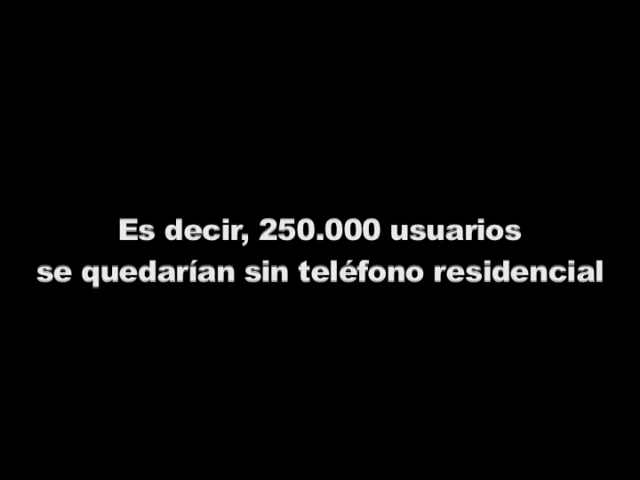 Es decir, 250.000 usuarios
se quedarían sin teléfono residencial